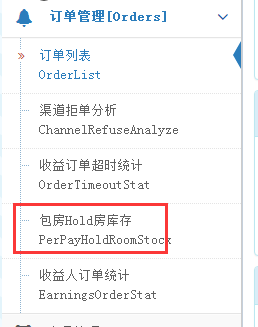 订单管理[Orders]
订单列表
OrderList
渠道拒单分析
ChannelRefuseAnalyze
收益订单超时统计
OrderTimeoutStat
包房Hold房库存
PerPayHoldRoomStock
收益人订单统计
EarningsOrderStat